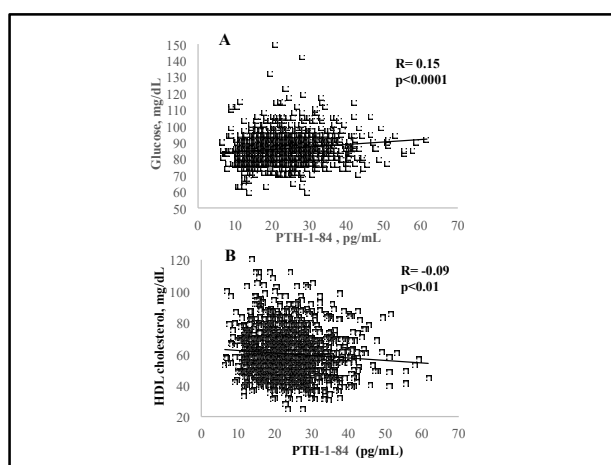 A
R= 0.15
p<0.0001
Glucose, mg/dL
150
140
130
120
110
100
90
80
70
60
50
0 10 20 30 40 50 60 70
PTH-1-84 , pg/mL
B
R= -0.09
p<0.01
HDL cholesterol, mg/dL
120
100
80
60
40
20
0 10 20 30 40 50 60 70
PTH-1-84 (pg/mL)